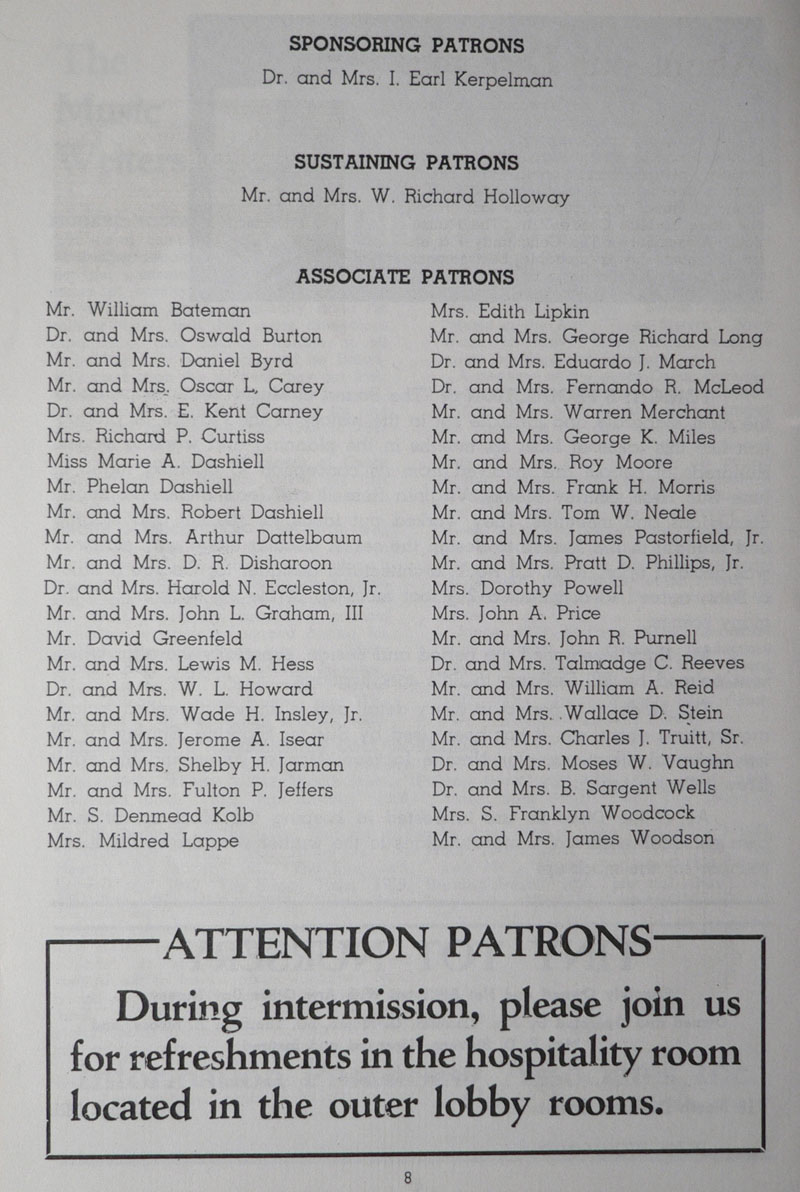 SPONSORING PATRONS
Dr. and Mrs. I. Earl Kerpelman
SUSTAINING PATRONS
Mr. and Mrs. W. Richard Holloway
ASSOCIATE PATRONS
Mr. William Bateman
Dr. and Mrs. Oswald Burton
Mr. and Mrs. Daniel Byrd
Mr. and Mrs. Oscar L. Carey
Dr. and Mrs. E. Kent Carney
Mrs. Richard P. Curtiss
Miss Marie A. Dashiell
Mr. Phelan Dashiell
Mr. and Mrs. Robert Dashiell
Mr. and Mrs. Arthur Dattelbaum
Mr. and Mrs. D. R. Disharoon
Dr. and Mrs. Harold N. Eccleston, Jr.
Mr. and Mrs. John L. Graham, III
Mr. David Greenfeld
Mr. and Mrs. Lewis M. Hess
Dr. and Mrs. W. L. Howard
Mr. and Mrs. Wade H. Insley, Jr.
Mr. and Mrs. Jerome A. Isear
Mr. and Mrs. Shelby H. Jarman
Mr. and Mrs. Fulton P. Jeffers
Mr. S. Denmead Kolb
Mrs. Mildred Lappe
Mrs. Edith Lipkin
Mr. and Mrs. George Richard Long
Dr. and Mrs. Eduardo J. March
Dr. and Mrs. Fernando R. McLeod
Mr. and Mrs. Warren Merchant
Mr. and Mrs. George K. Miles
Mr. and Mrs. Roy Moore
Mr. and Mrs. Frank H. Morris
Mr. and Mrs. Tom W. Neale
Mr. and Mrs. James Pastorfield, Jr.
Mr. and Mrs. Pratt D. Phillips, Jr.
Mrs. Dorothy Powell
Mrs. John A. Price
Mr. and Mrs. John R. Purnell
Dr. and Mrs. Talmadge C. Reeves
Mr. and Mrs. William A. Reid
Mr. and Mrs. Wallace D. Stein
Mr. and Mrs. Charles J. Truitt, Sr.
Dr. and Mrs. Moses W. Vaughn
Dr. and Mrs. B. Sargent Wells
Mrs. S. Franklyn Woodcock
Mr. and Mrs. James Woodson
ATTENTION PATRONS
During intermission, please join us
for refreshments in the hospitality room
located in the outer lobby rooms.
8